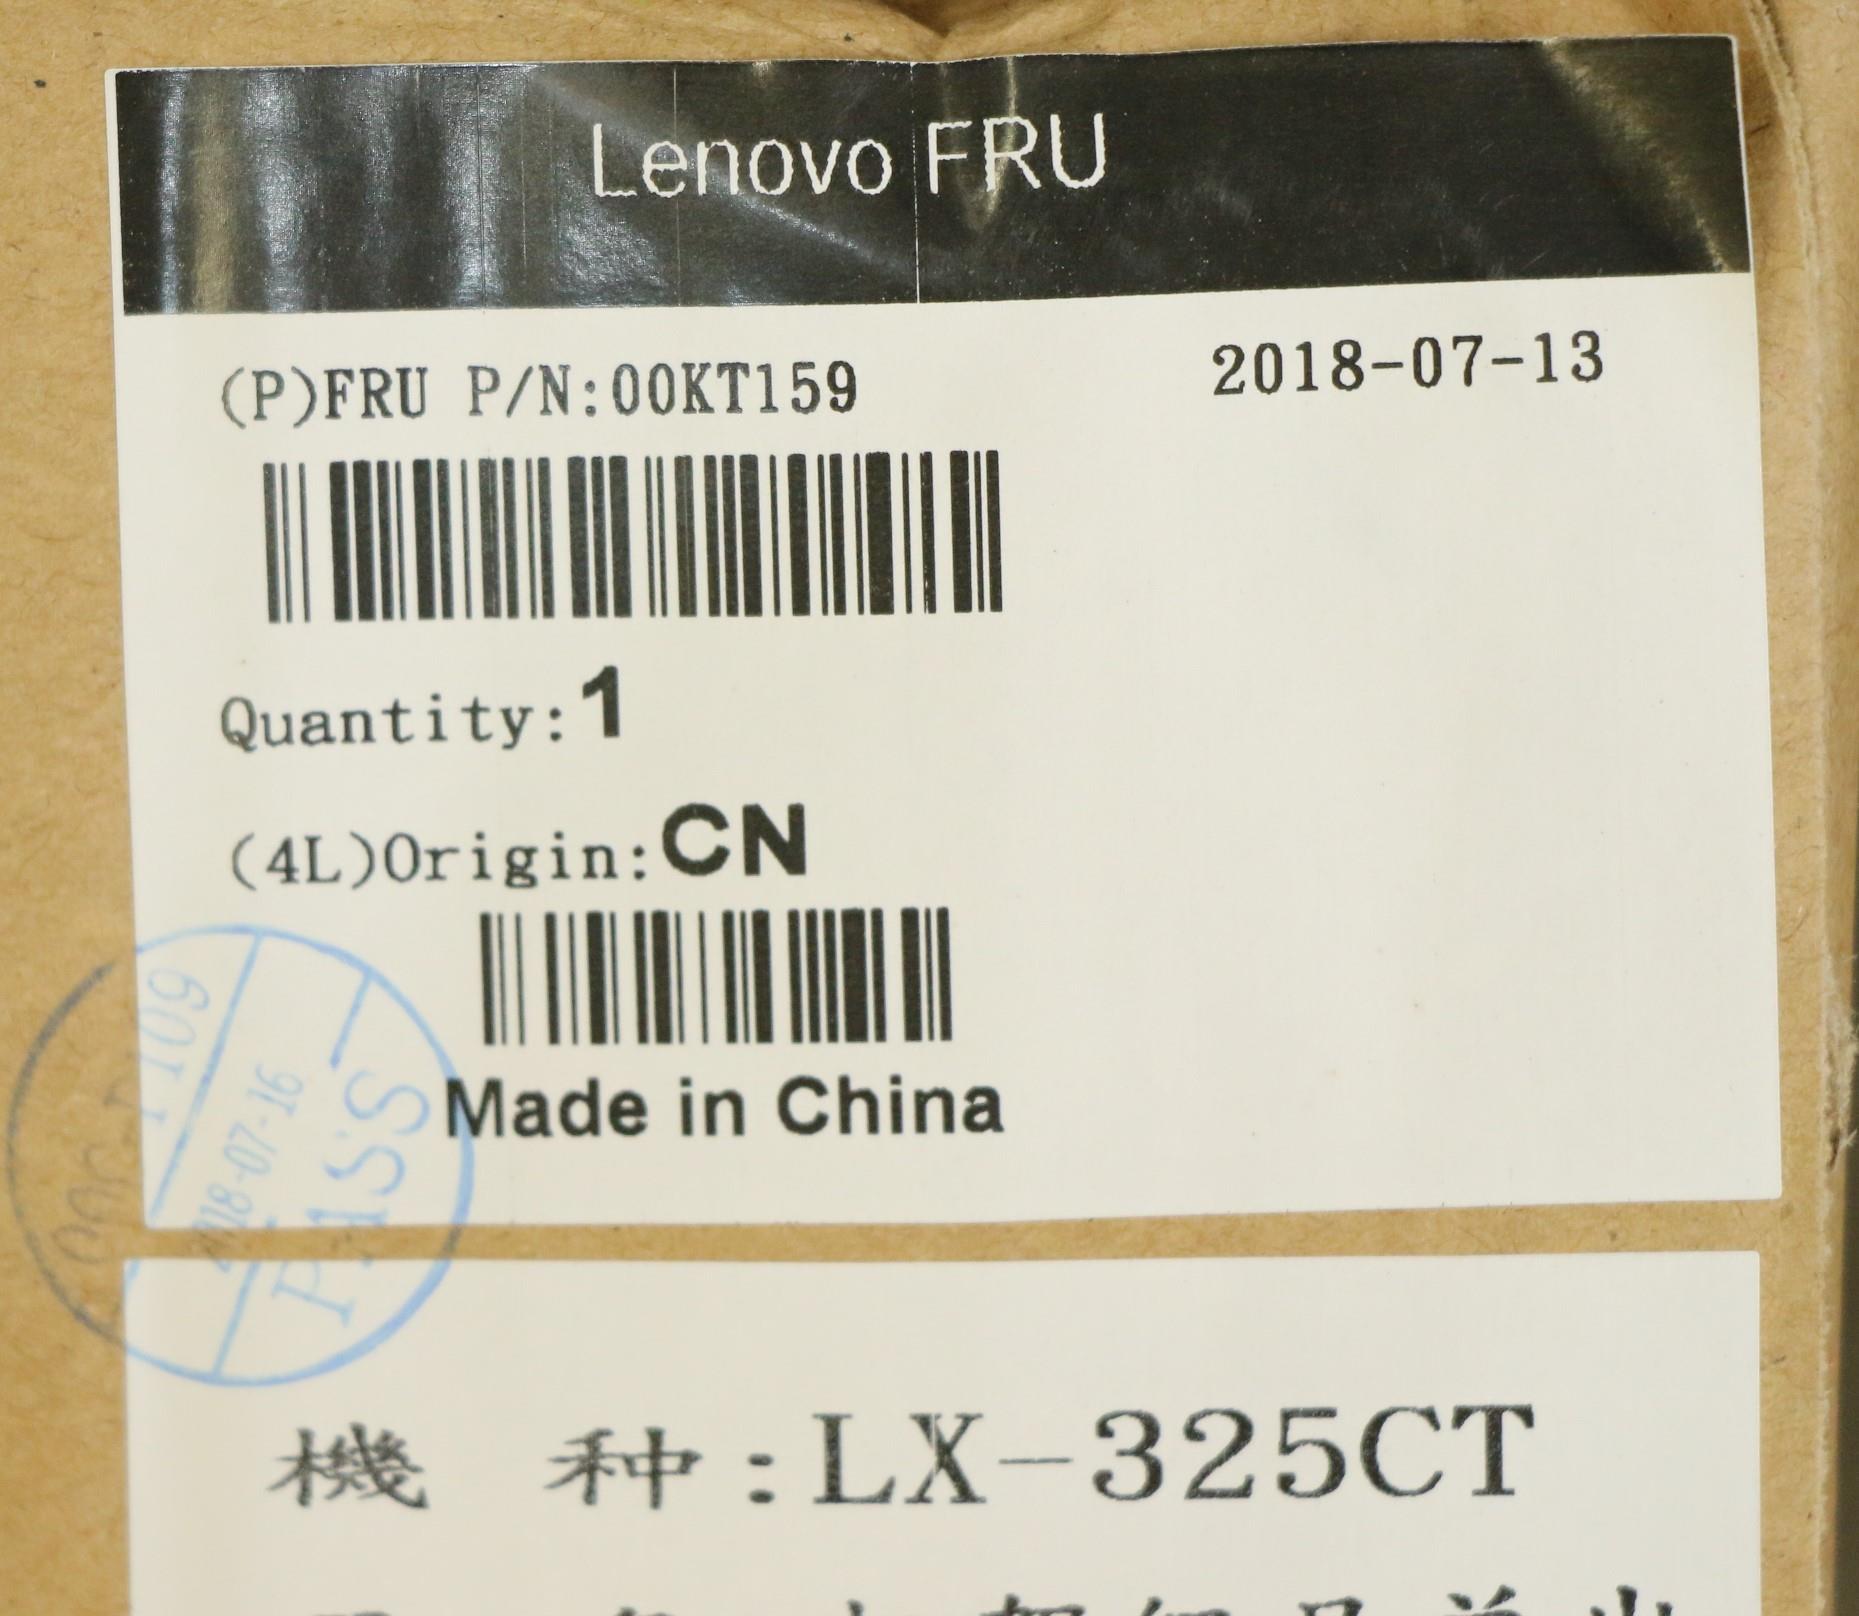 Lenovo FRU
(P)FRU P/N:00KT159
2018-07-13
Quantity:1
(4L)Origin:CN
Made in China
T109
2018-07-16
PASS
機 种:LX-325CT